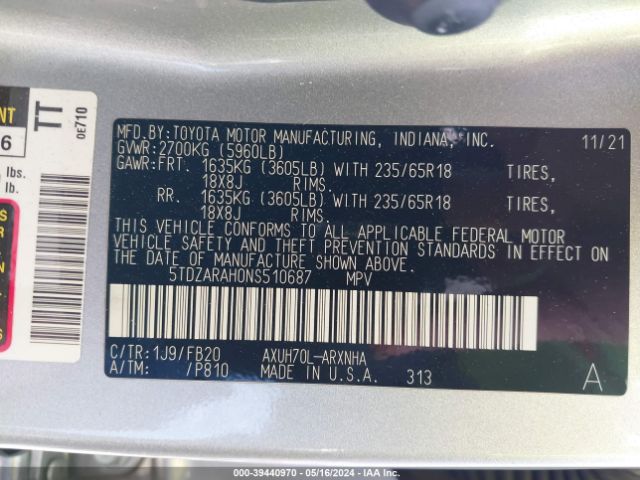 NT
6
TT
0E710
lbs.
lb.
MFD.BY:TOYOTA MOTOR MANUFACTURING, INDIANA, INC. 11/21
GVWR:2700KG (5960LB)
GAWR:FRT. 1635KG (3605LB) WITH 235/65R18 TIRES,
18X8J RIMS.
RR. 1635KG (3605LB) WITH 235/65R18 TIRES,
18X8J RIMS.
THIS VEHICLE CONFORMS TO ALL APPLICABLE FEDERAL MOTOR
VEHICLE SAFETY AND THEFT PREVENTION STANDARDS IN EFFECT ON
THE DATE OF MANUFACTURE SHOWN ABOVE.
5TDZARAH0NS510687 MPV
C/TR:1J9/FB20 AXUH70L-ARXNHA
A/TM: /P810 MADE IN U.S.A. 313 A
000-39440970 - 05/16/2024 - IAA Inc.